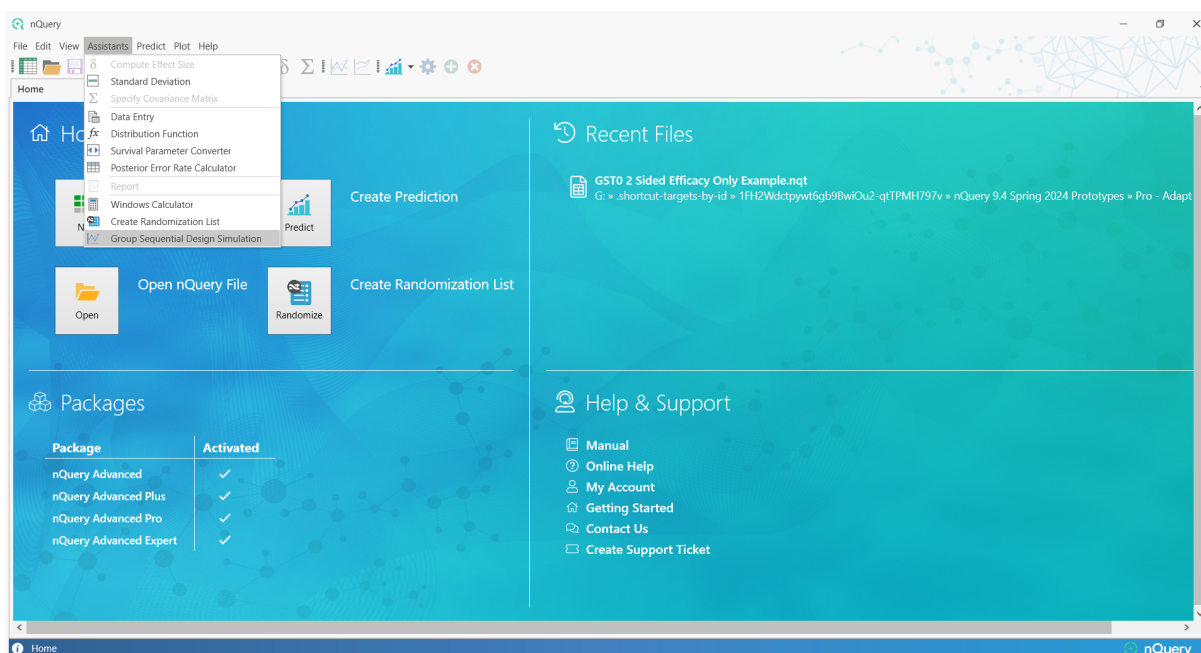 nQuery
File Edit View Assistants Predict Plot Help
Compute Effect Size
Standard Deviation
Specify Covariance Matrix
Data Entry
Distribution Function
Survival Parameter Converter
Posterior Error Rate Calculator
Report
Windows Calculator
Create Randomization List
Group Sequential Design Simulation
Home
Create Prediction
Predict
Open
Open nQuery File
Randomize
Create Randomization List
Recent Files
GST0 2 Sided Efficacy Only Example.nqt
G: » .shortcut-targets-by-id » 1FH2Wdctpywt6gb9BwiOu2-qtTPMH797v » nQuery 9.4 Spring 2024 Prototypes » Pro - Adapt
Packages
Package Activated
nQuery Advanced ✓
nQuery Advanced Plus ✓
nQuery Advanced Pro ✓
nQuery Advanced Expert ✓
Help & Support
Manual
Online Help
My Account
Getting Started
Contact Us
Create Support Ticket
Home
nQuery